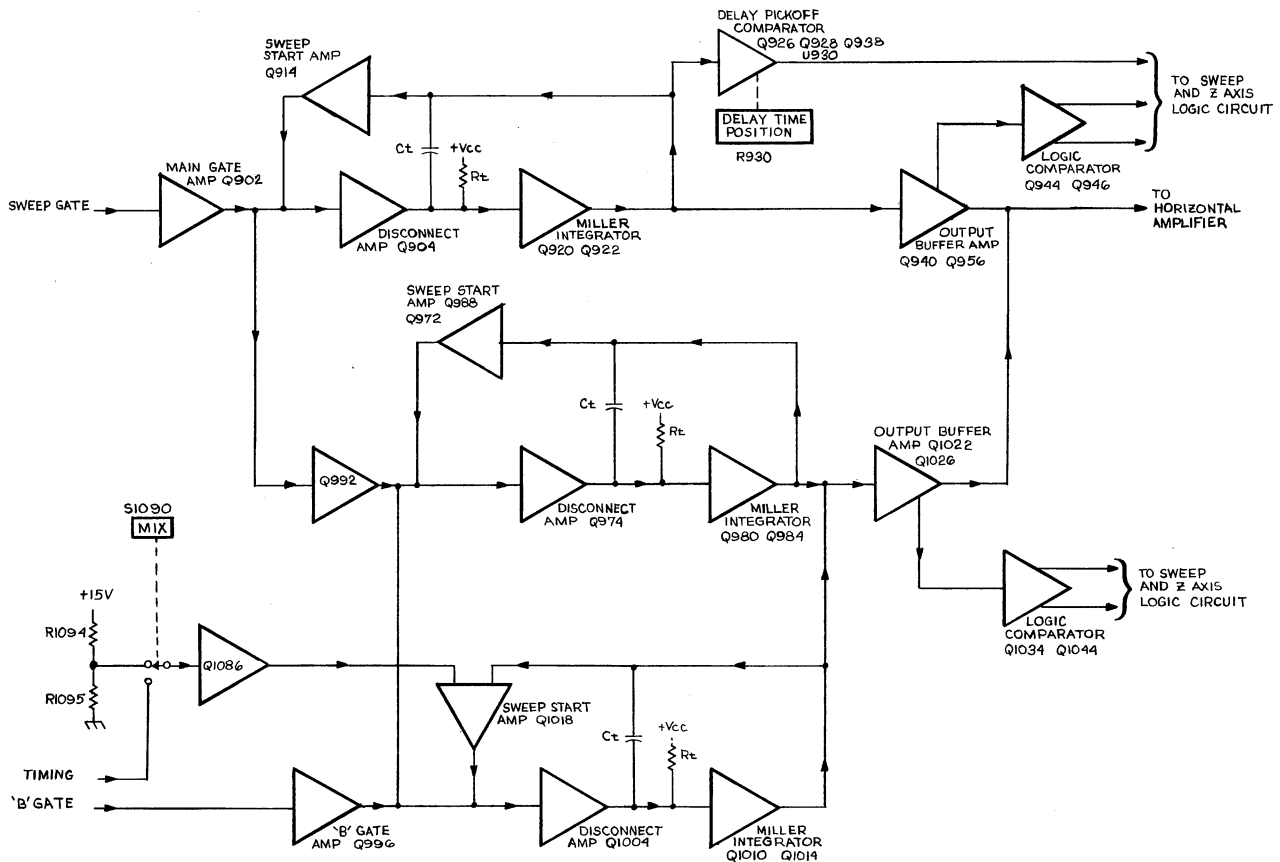 DELAY PICKOFF
COMPARATOR
Q926 Q928 Q938
U930
SWEEP
START AMP
Q914
TO SWEEP
AND Z AXIS
LOGIC CIRCUIT
DELAY TIME
POSITION
R930
Ct
+Vcc
Rt
LOGIC
COMPARATOR
Q944 Q946
MAIN GATE
AMP Q902
SWEEP GATE
TO
HORIZONTAL
AMPLIFIER
DISCONNECT
AMP Q904
MILLER
INTEGRATOR
Q920 Q922
OUTPUT
BUFFER AMP
Q940 Q956
SWEEP START
AMP Q988
Q972
Ct
+Vcc
Rt
OUTPUT BUFFER
AMP Q1022
Q1026
Q992
DISCONNECT
AMP Q974
MILLER
INTEGRATOR
Q980 Q984
S1090
MIX
TO SWEEP
AND Z AXIS
LOGIC CIRCUIT
+15V
R1094
LOGIC
COMPARATOR
Q1034 Q1044
Q1086
R1095
SWEEP START
AMP Q1018
Ct
+Vcc
Rt
TIMING
'B' GATE
'B' GATE
AMP Q996
DISCONNECT
AMP Q1004
MILLER
INTEGRATOR
Q1010 Q1014